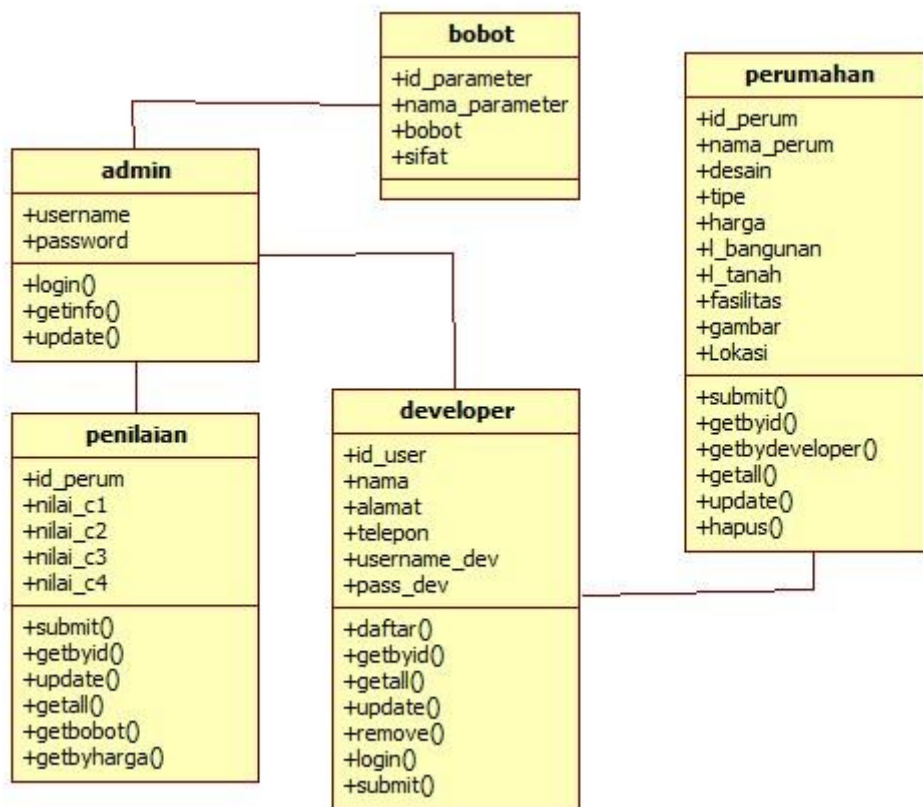 bobot
+id_parameter
+nama_parameter
+bobot
+sifat
perumahan
+id_perum
+nama_perum
+desain
+tipe
+harga
+l_bangunan
+l_tanah
+fasilitas
+gambar
+Lokasi
+submit()
+getbyid()
+getbydeveloper()
+getall()
+update()
+hapus()
admin
+username
+password
+login()
+getinfo()
+update()
penilaian
+id_perum
+nilai_c1
+nilai_c2
+nilai_c3
+nilai_c4
+submit()
+getbyid()
+update()
+getall()
+getbobot()
+getbyharga()
developer
+id_user
+nama
+alamat
+telepon
+username_dev
+pass_dev
+daftar()
+getbyid()
+getall()
+update()
+remove()
+login()
+submit()